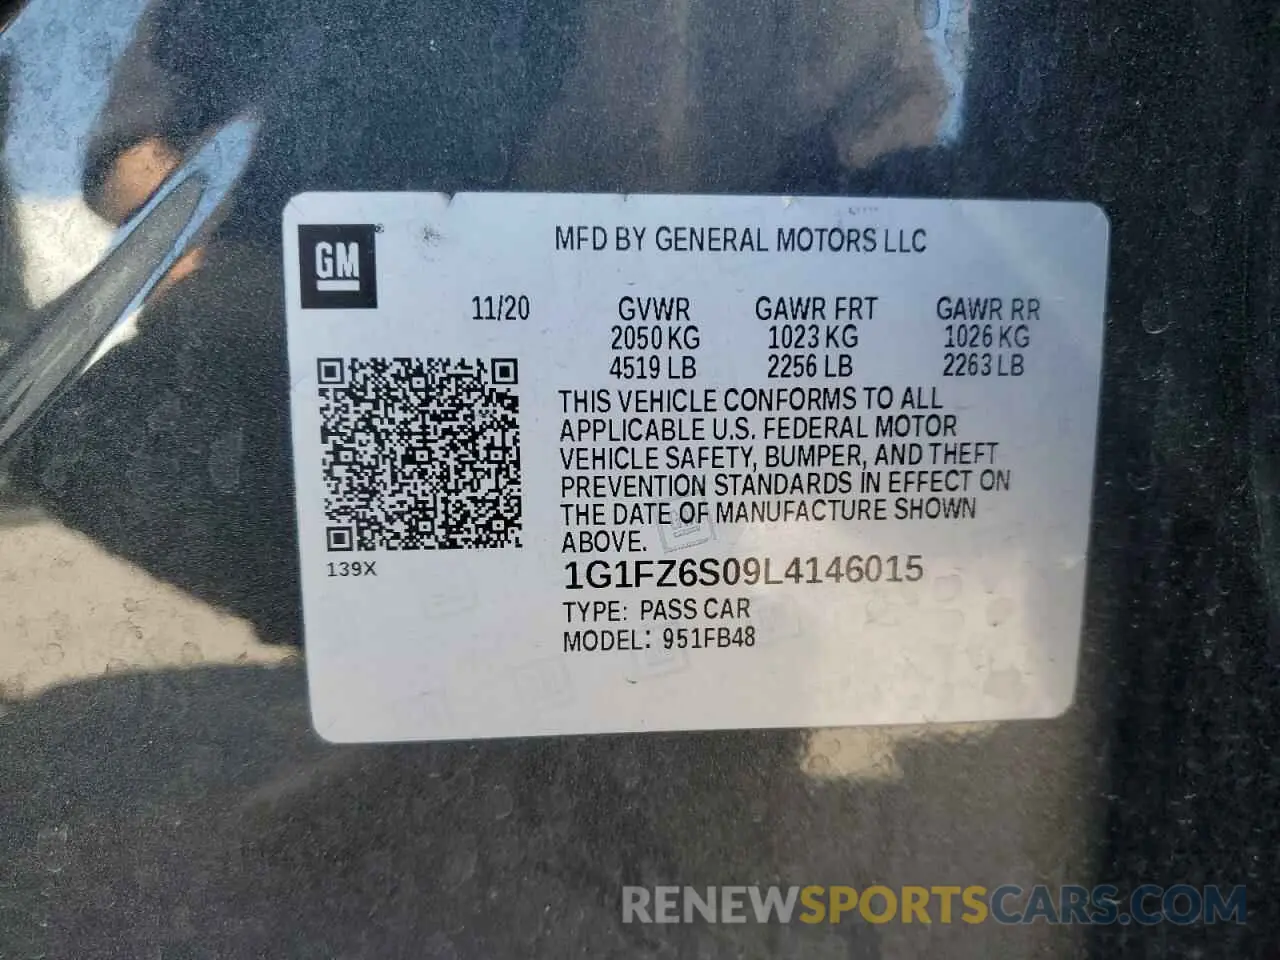 GM®
MFD BY GENERAL MOTORS LLC
11/20 GVWR GAWR FRT GAWR RR
2050 KG 1023 KG 1026 KG
4519 LB 2256 LB 2263 LB
THIS VEHICLE CONFORMS TO ALL
APPLICABLE U.S. FEDERAL MOTOR
VEHICLE SAFETY, BUMPER, AND THEFT
PREVENTION STANDARDS IN EFFECT ON
THE DATE OF MANUFACTURE SHOWN
ABOVE.
139X
1G1FZ6S09L4146015
TYPE: PASS CAR
MODEL: 951FB48
RENEWSPORTSCARS.COM